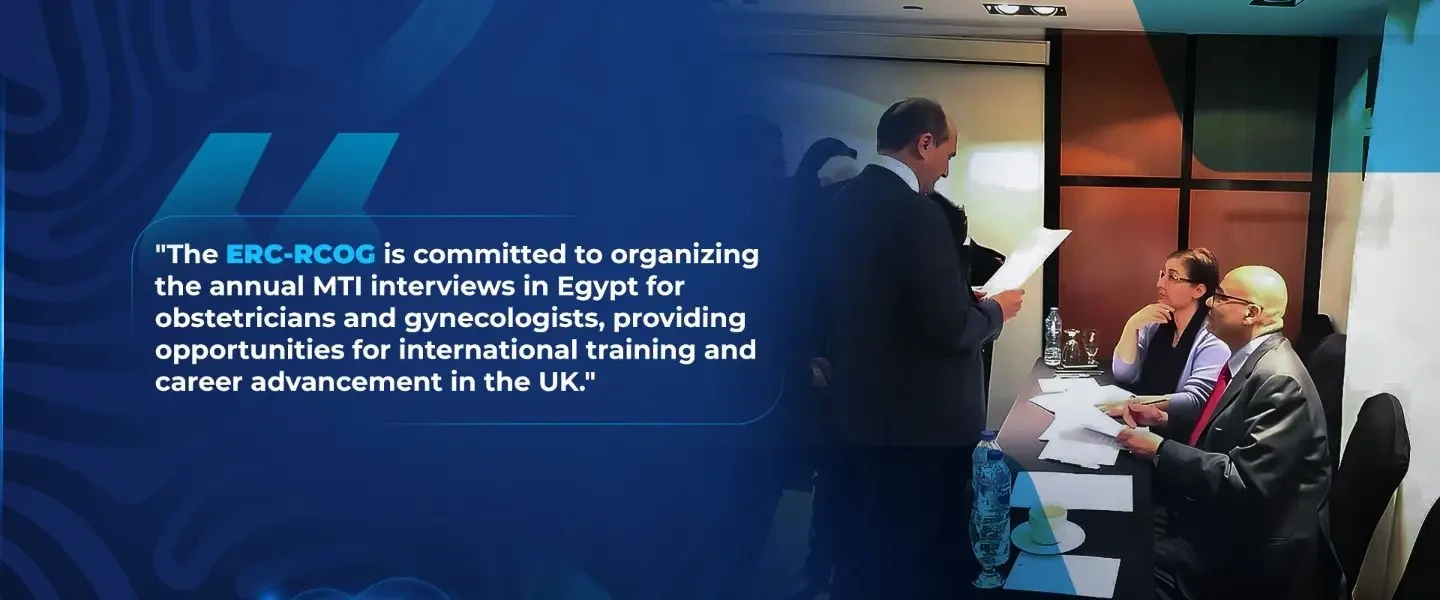 "The ERC-RCOG is committed to organizing
the annual MTI interviews in Egypt for
obstetricians and gynecologists, providing
opportunities for international training and
career advancement in the UK."